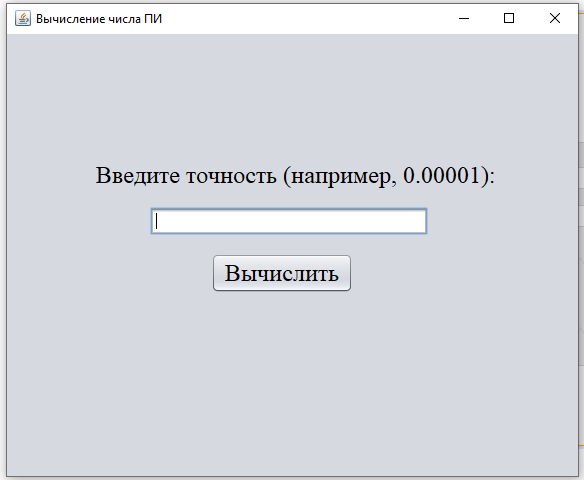 Вычисление числа ПИ
Введите точность (например, 0.00001):
Вычислить